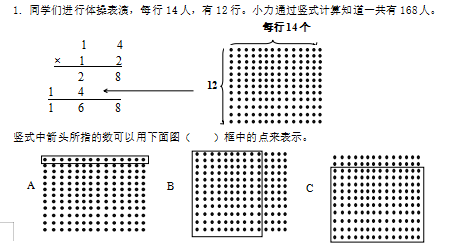 1. 同学们进行体操表演，每行14人，有12行。小力通过竖式计算知道一共有168人。
每行14个
1 4
× 1 2
2 8
1 4
1 6 8
12
竖式中箭头所指的数可以用下面图（ ）框中的点来表示。
A
B
C